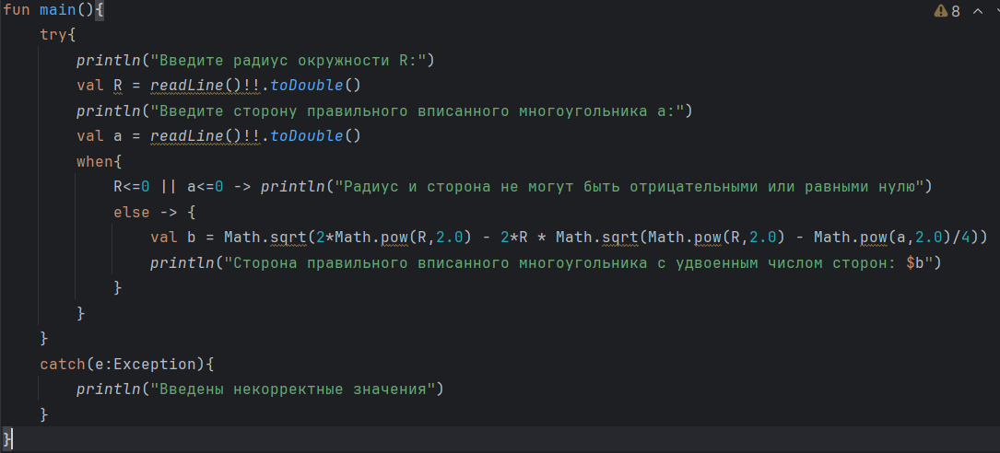 fun main(){
8
    try{
        println("Введите радиус окружности R:")
        val R = readLine()!!.toDouble()
        println("Введите сторону правильного вписанного многоугольника a:")
        val a = readLine()!!.toDouble()
        when{
            R<=0 || a<=0 -> println("Радиус и сторона не могут быть отрицательными или равными нулю")
            else -> {
                val b = Math.sqrt(2*Math.pow(R,2.0) - 2*R * Math.sqrt(Math.pow(R,2.0) - Math.pow(a,2.0)/4))
                println("Сторона правильного вписанного многоугольника с удвоенным числом сторон: $b")
            }
        }
    }
    catch(e:Exception){
        println("Введены некорректные значения")
    }
}